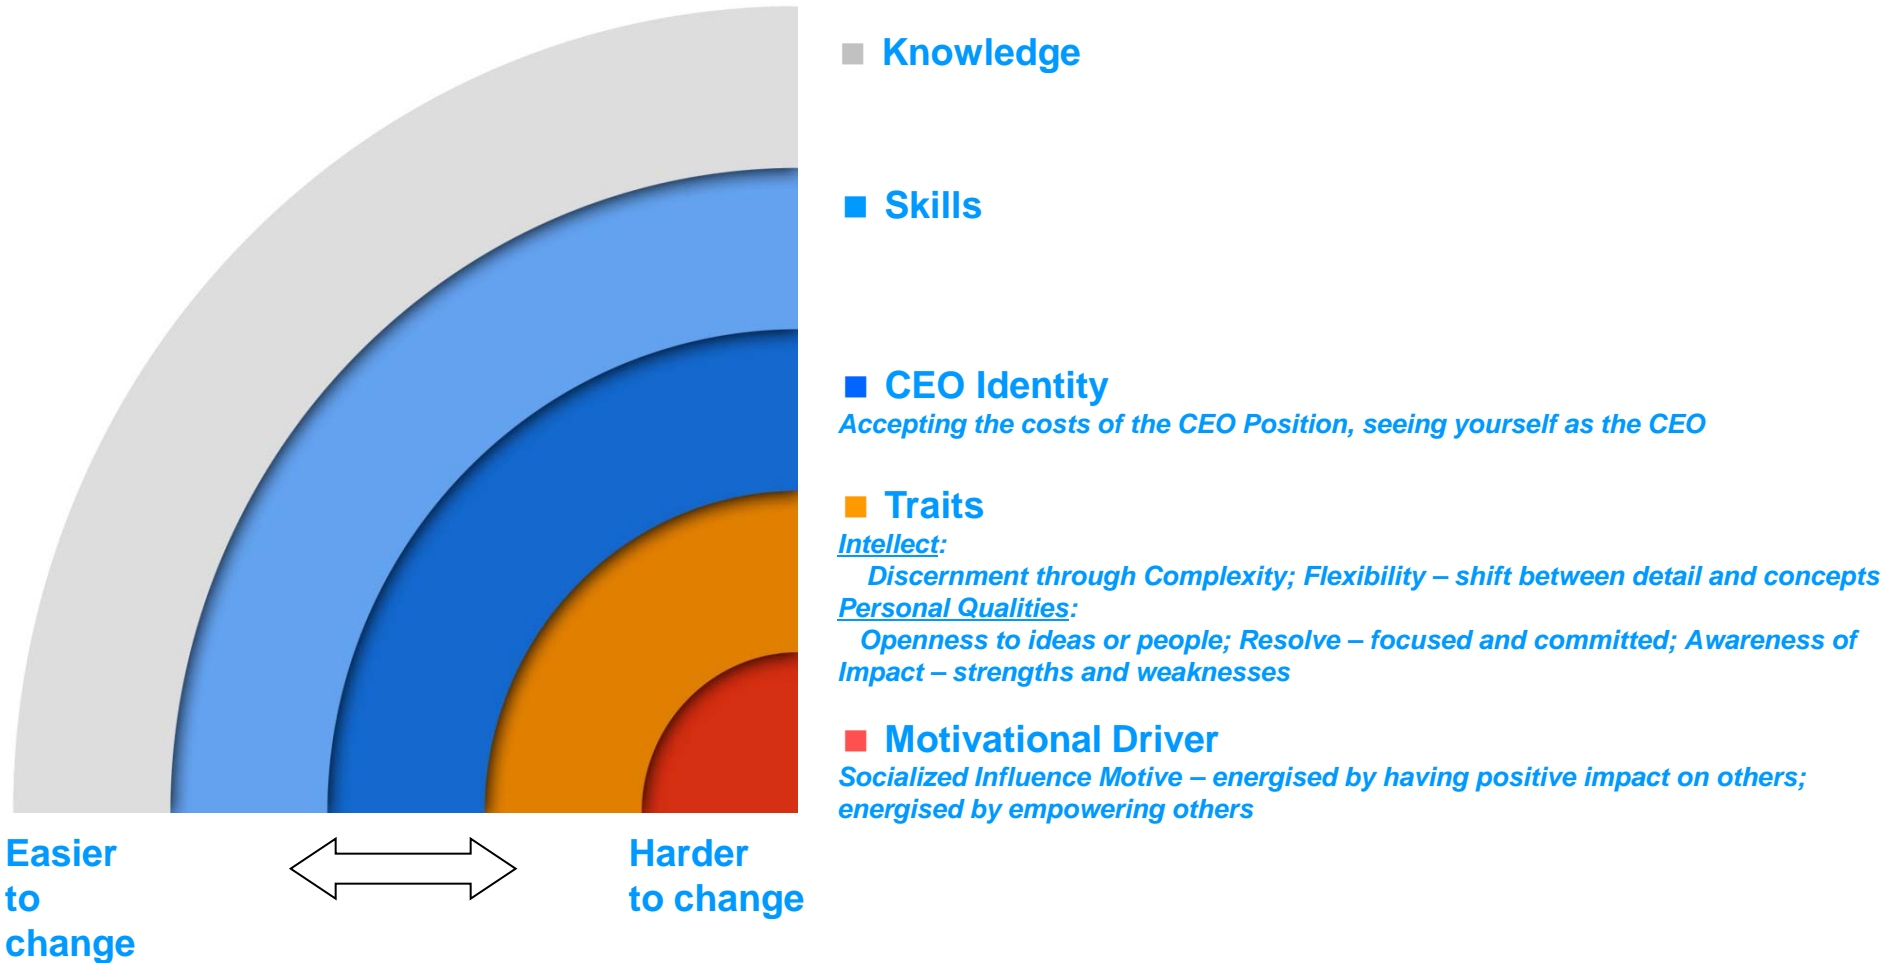 Knowledge
Skills
CEO Identity
Accepting the costs of the CEO Position, seeing yourself as the CEO
Traits
Intellect:
Discernment through Complexity; Flexibility – shift between detail and concepts
Personal Qualities:
Openness to ideas or people; Resolve – focused and committed; Awareness of
Impact – strengths and weaknesses
Motivational Driver
Socialized Influence Motive – energised by having positive impact on others;
energised by empowering others
Easier
to
change
Harder
to change